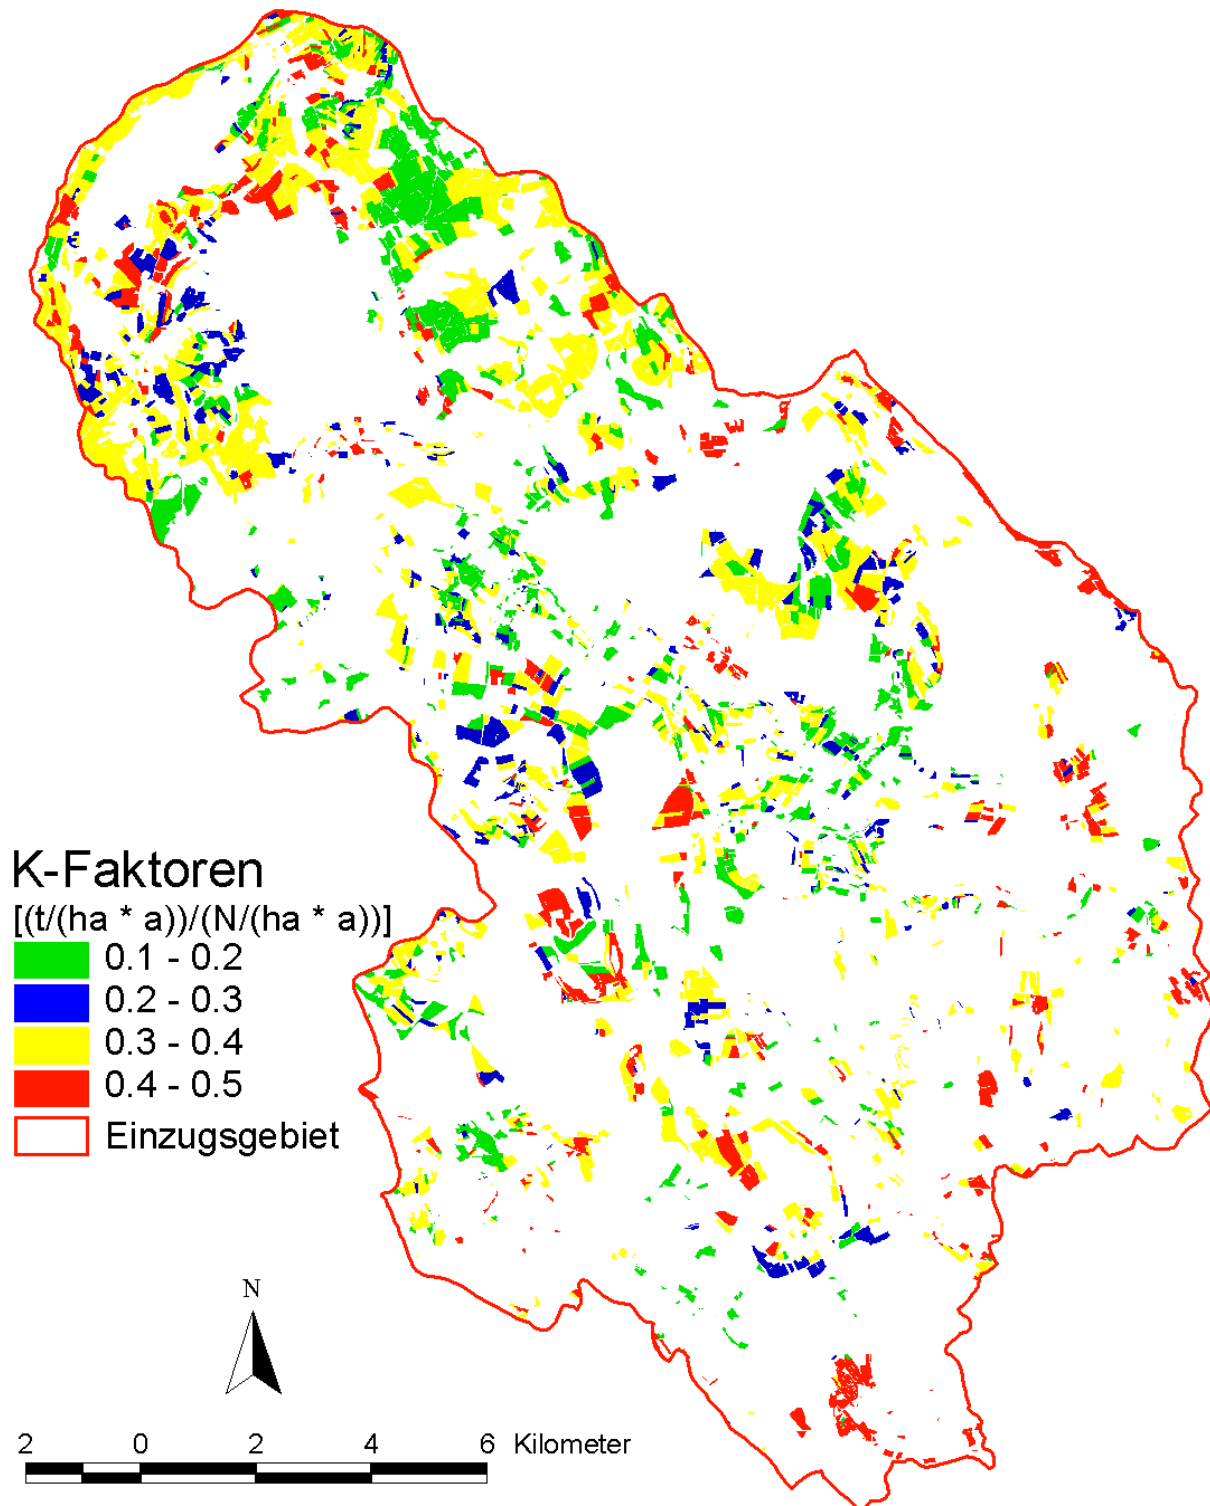 K-Faktoren
[(t/(ha * a))/(N/(ha * a))]
0.1 - 0.2
0.2 - 0.3
0.3 - 0.4
0.4 - 0.5
Einzugsgebiet
N
2 0 2 4 6 Kilometer